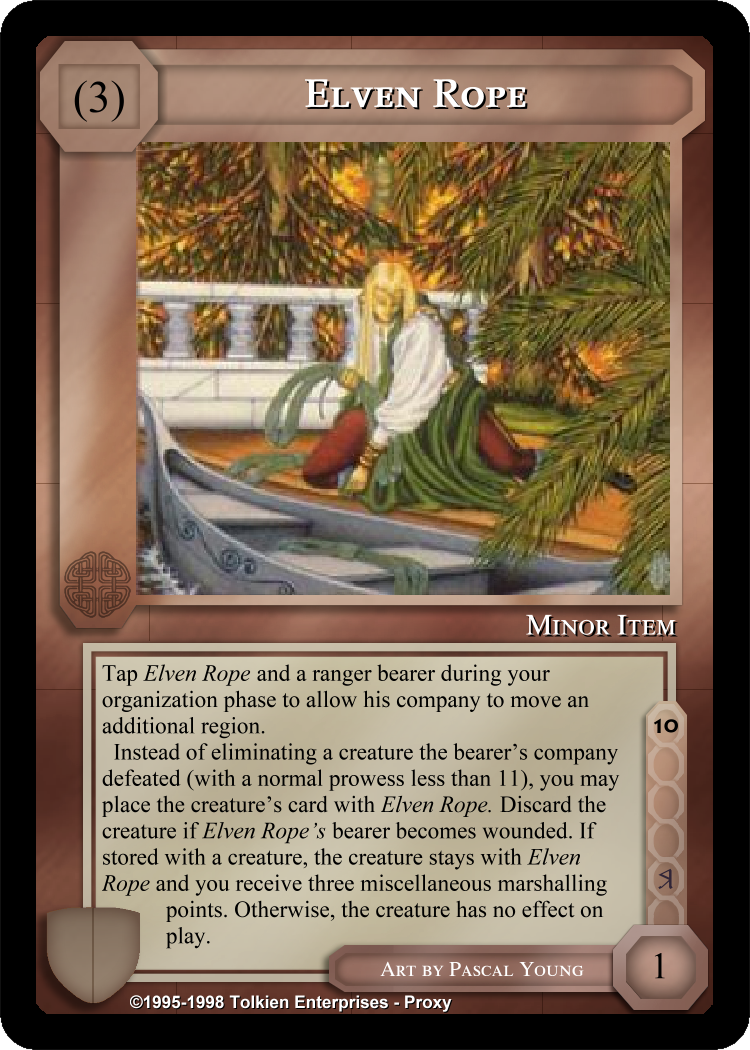 (3)
Elven Rope
Minor Item
Tap Elven Rope and a ranger bearer during your
organization phase to allow his company to move an
additional region.
Instead of eliminating a creature the bearer's company
defeated (with a normal prowess less than 11), you may
place the creature's card with Elven Rope. Discard the
creature if Elven Rope's bearer becomes wounded. If
stored with a creature, the creature stays with Elven
Rope and you receive three miscellaneous marshalling
points. Otherwise, the creature has no effect on
play.
10
Art by Pascal Young
1
©1995-1998 Tolkien Enterprises - Proxy